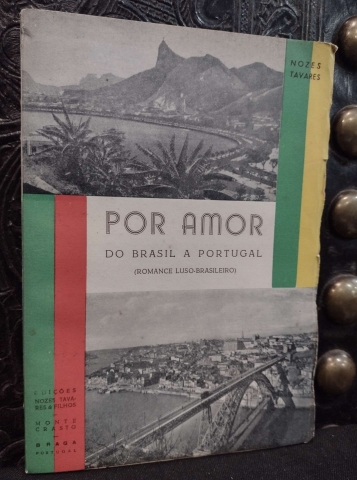 NOZES
TAVARES
POR AMOR
DO BRASIL A PORTUGAL
(ROMANCE LUSO-BRASILEIRO)
EDIÇÕES
NOZES TAVA-
RES & FILHOS
MONTE
CRASTO
BRAGA
PORTUGAL